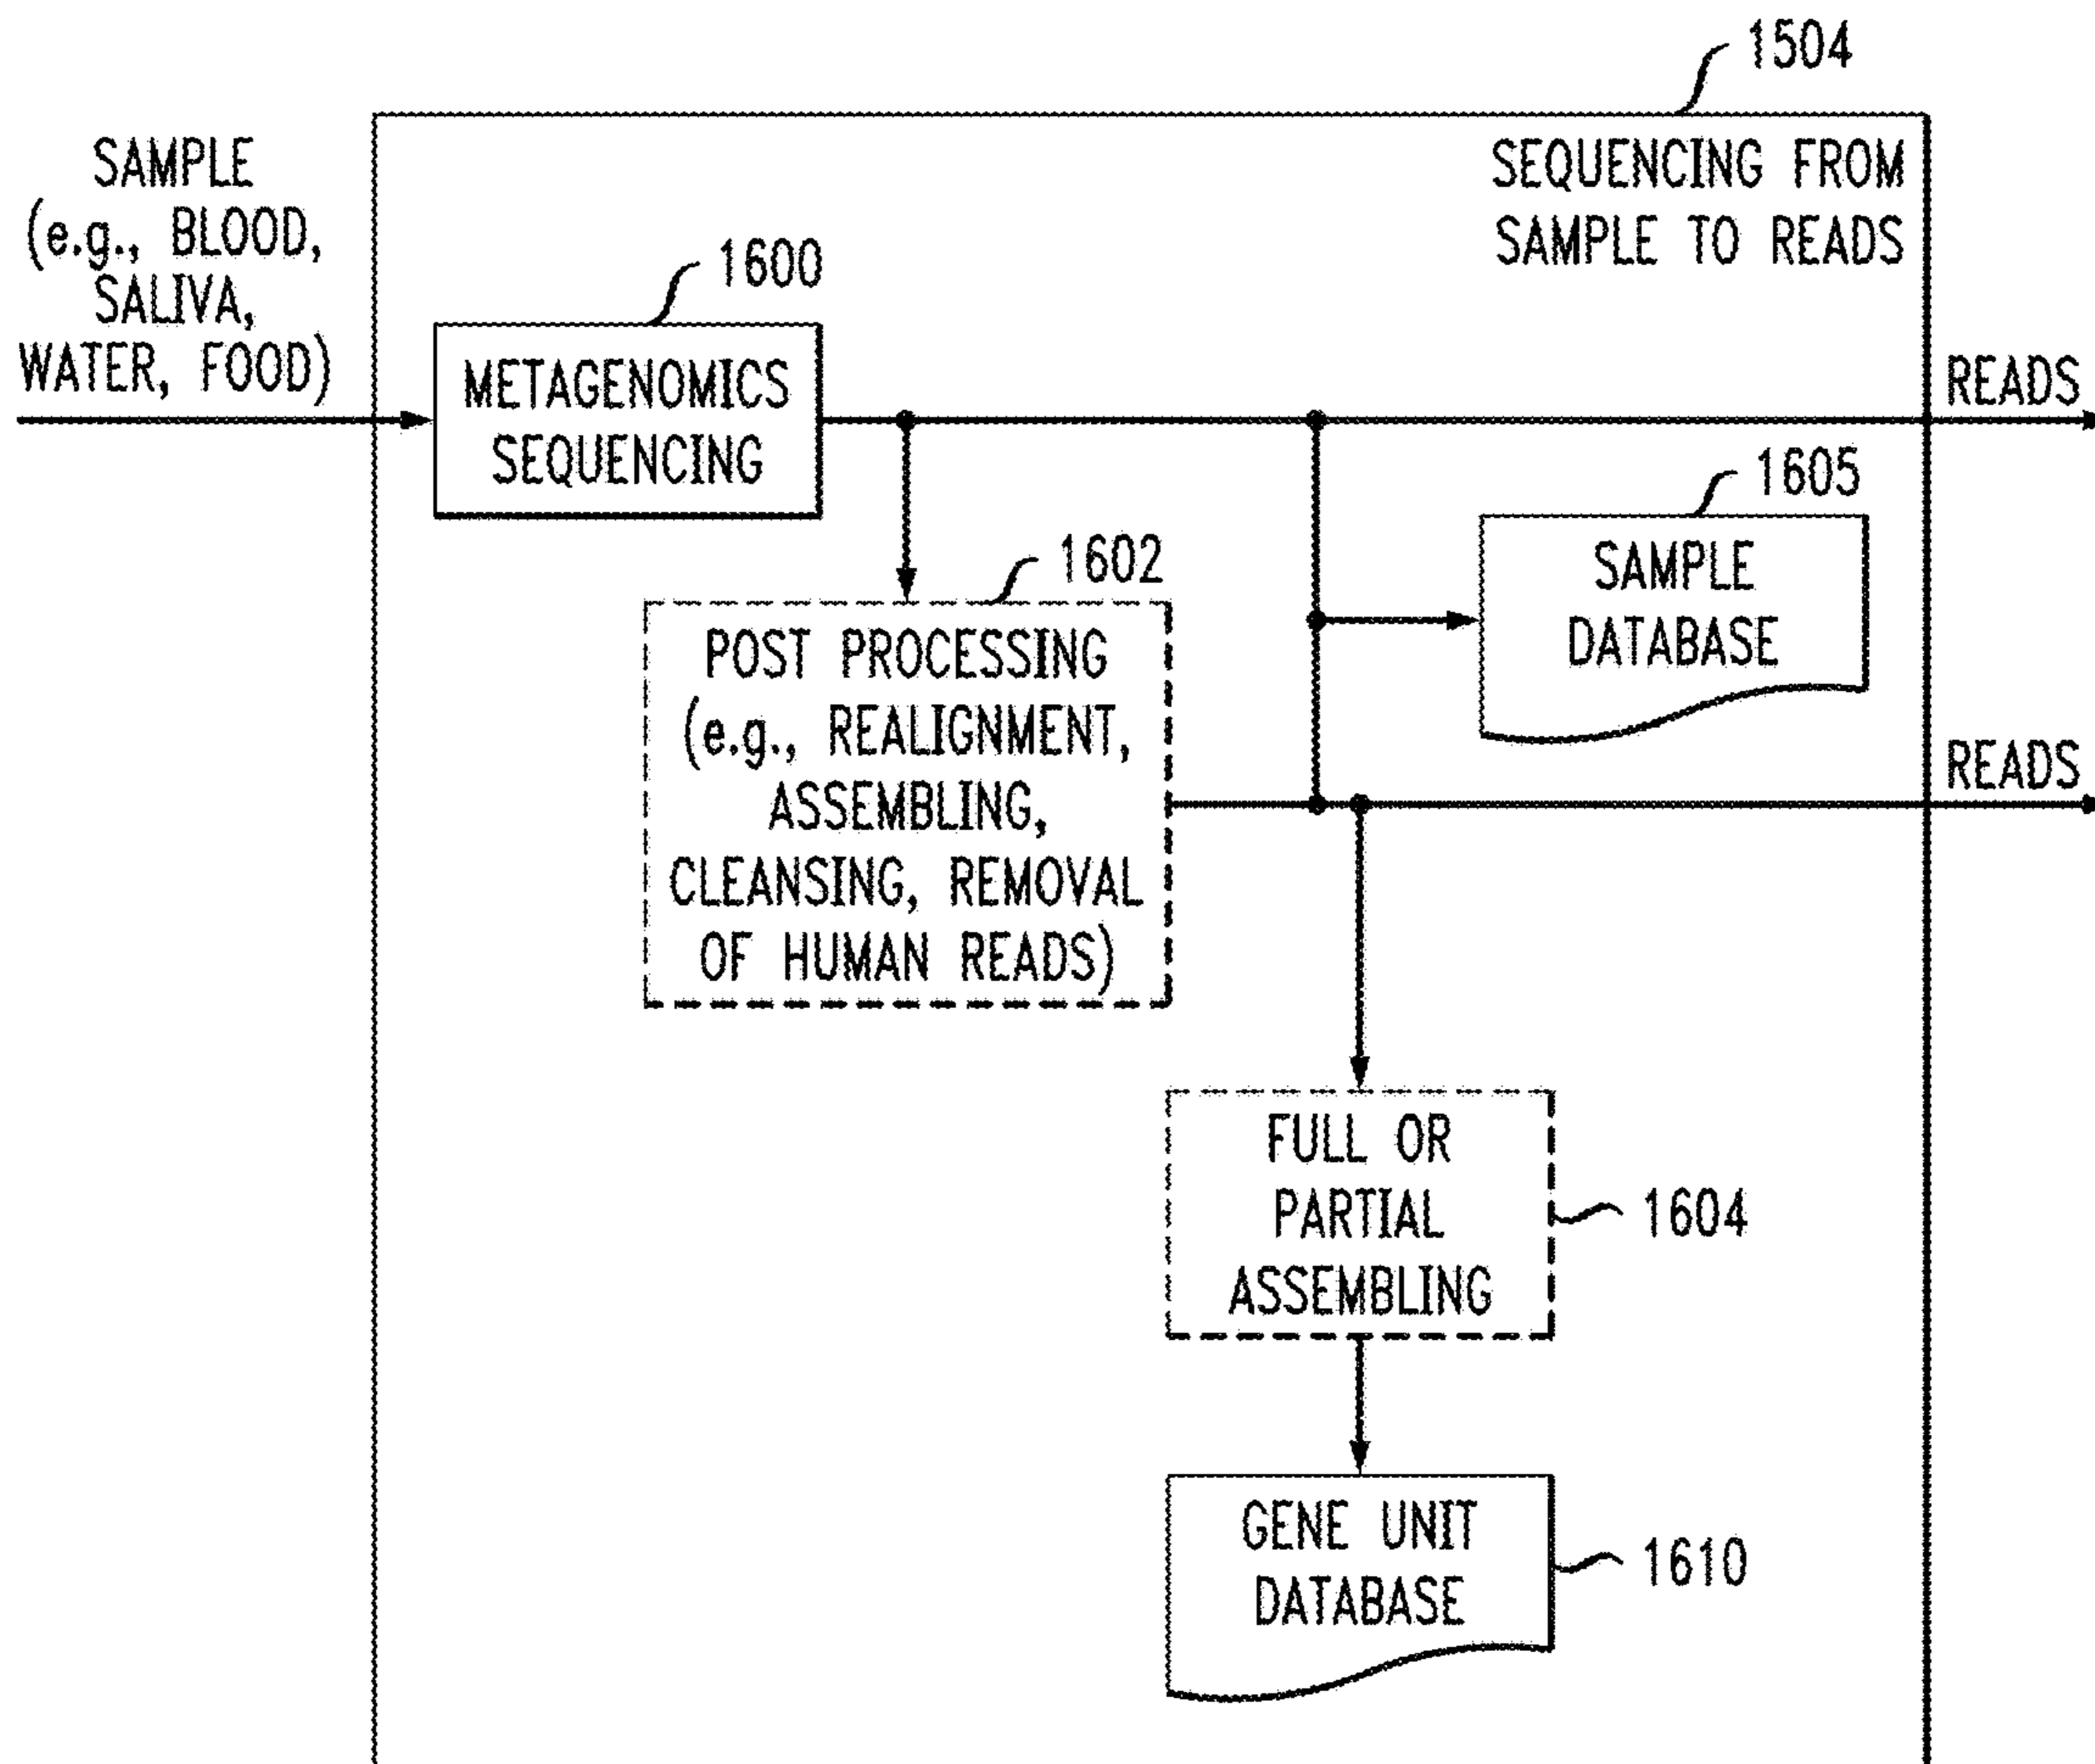 1504
SAMPLE
(e.g., BLOOD,
SALIVA,
WATER, FOOD)
SEQUENCING FROM
SAMPLE TO READS
1600
METAGENOMICS
SEQUENCING
READS
1605
SAMPLE
DATABASE
1602
POST PROCESSING
(e.g., REALIGNMENT,
ASSEMBLING,
CLEANSING, REMOVAL
OF HUMAN READS)
READS
FULL OR
PARTIAL
ASSEMBLING
1604
GENE UNIT
DATABASE
1610